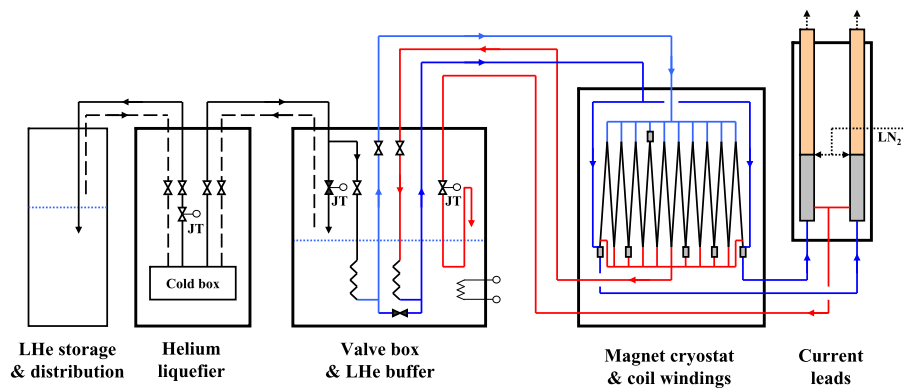 LN2
JT
JT
JT
Cold box
LHe storage
& distribution
Helium
liquefier
Valve box
& LHe buffer
Magnet cryostat
& coil windings
Current
leads